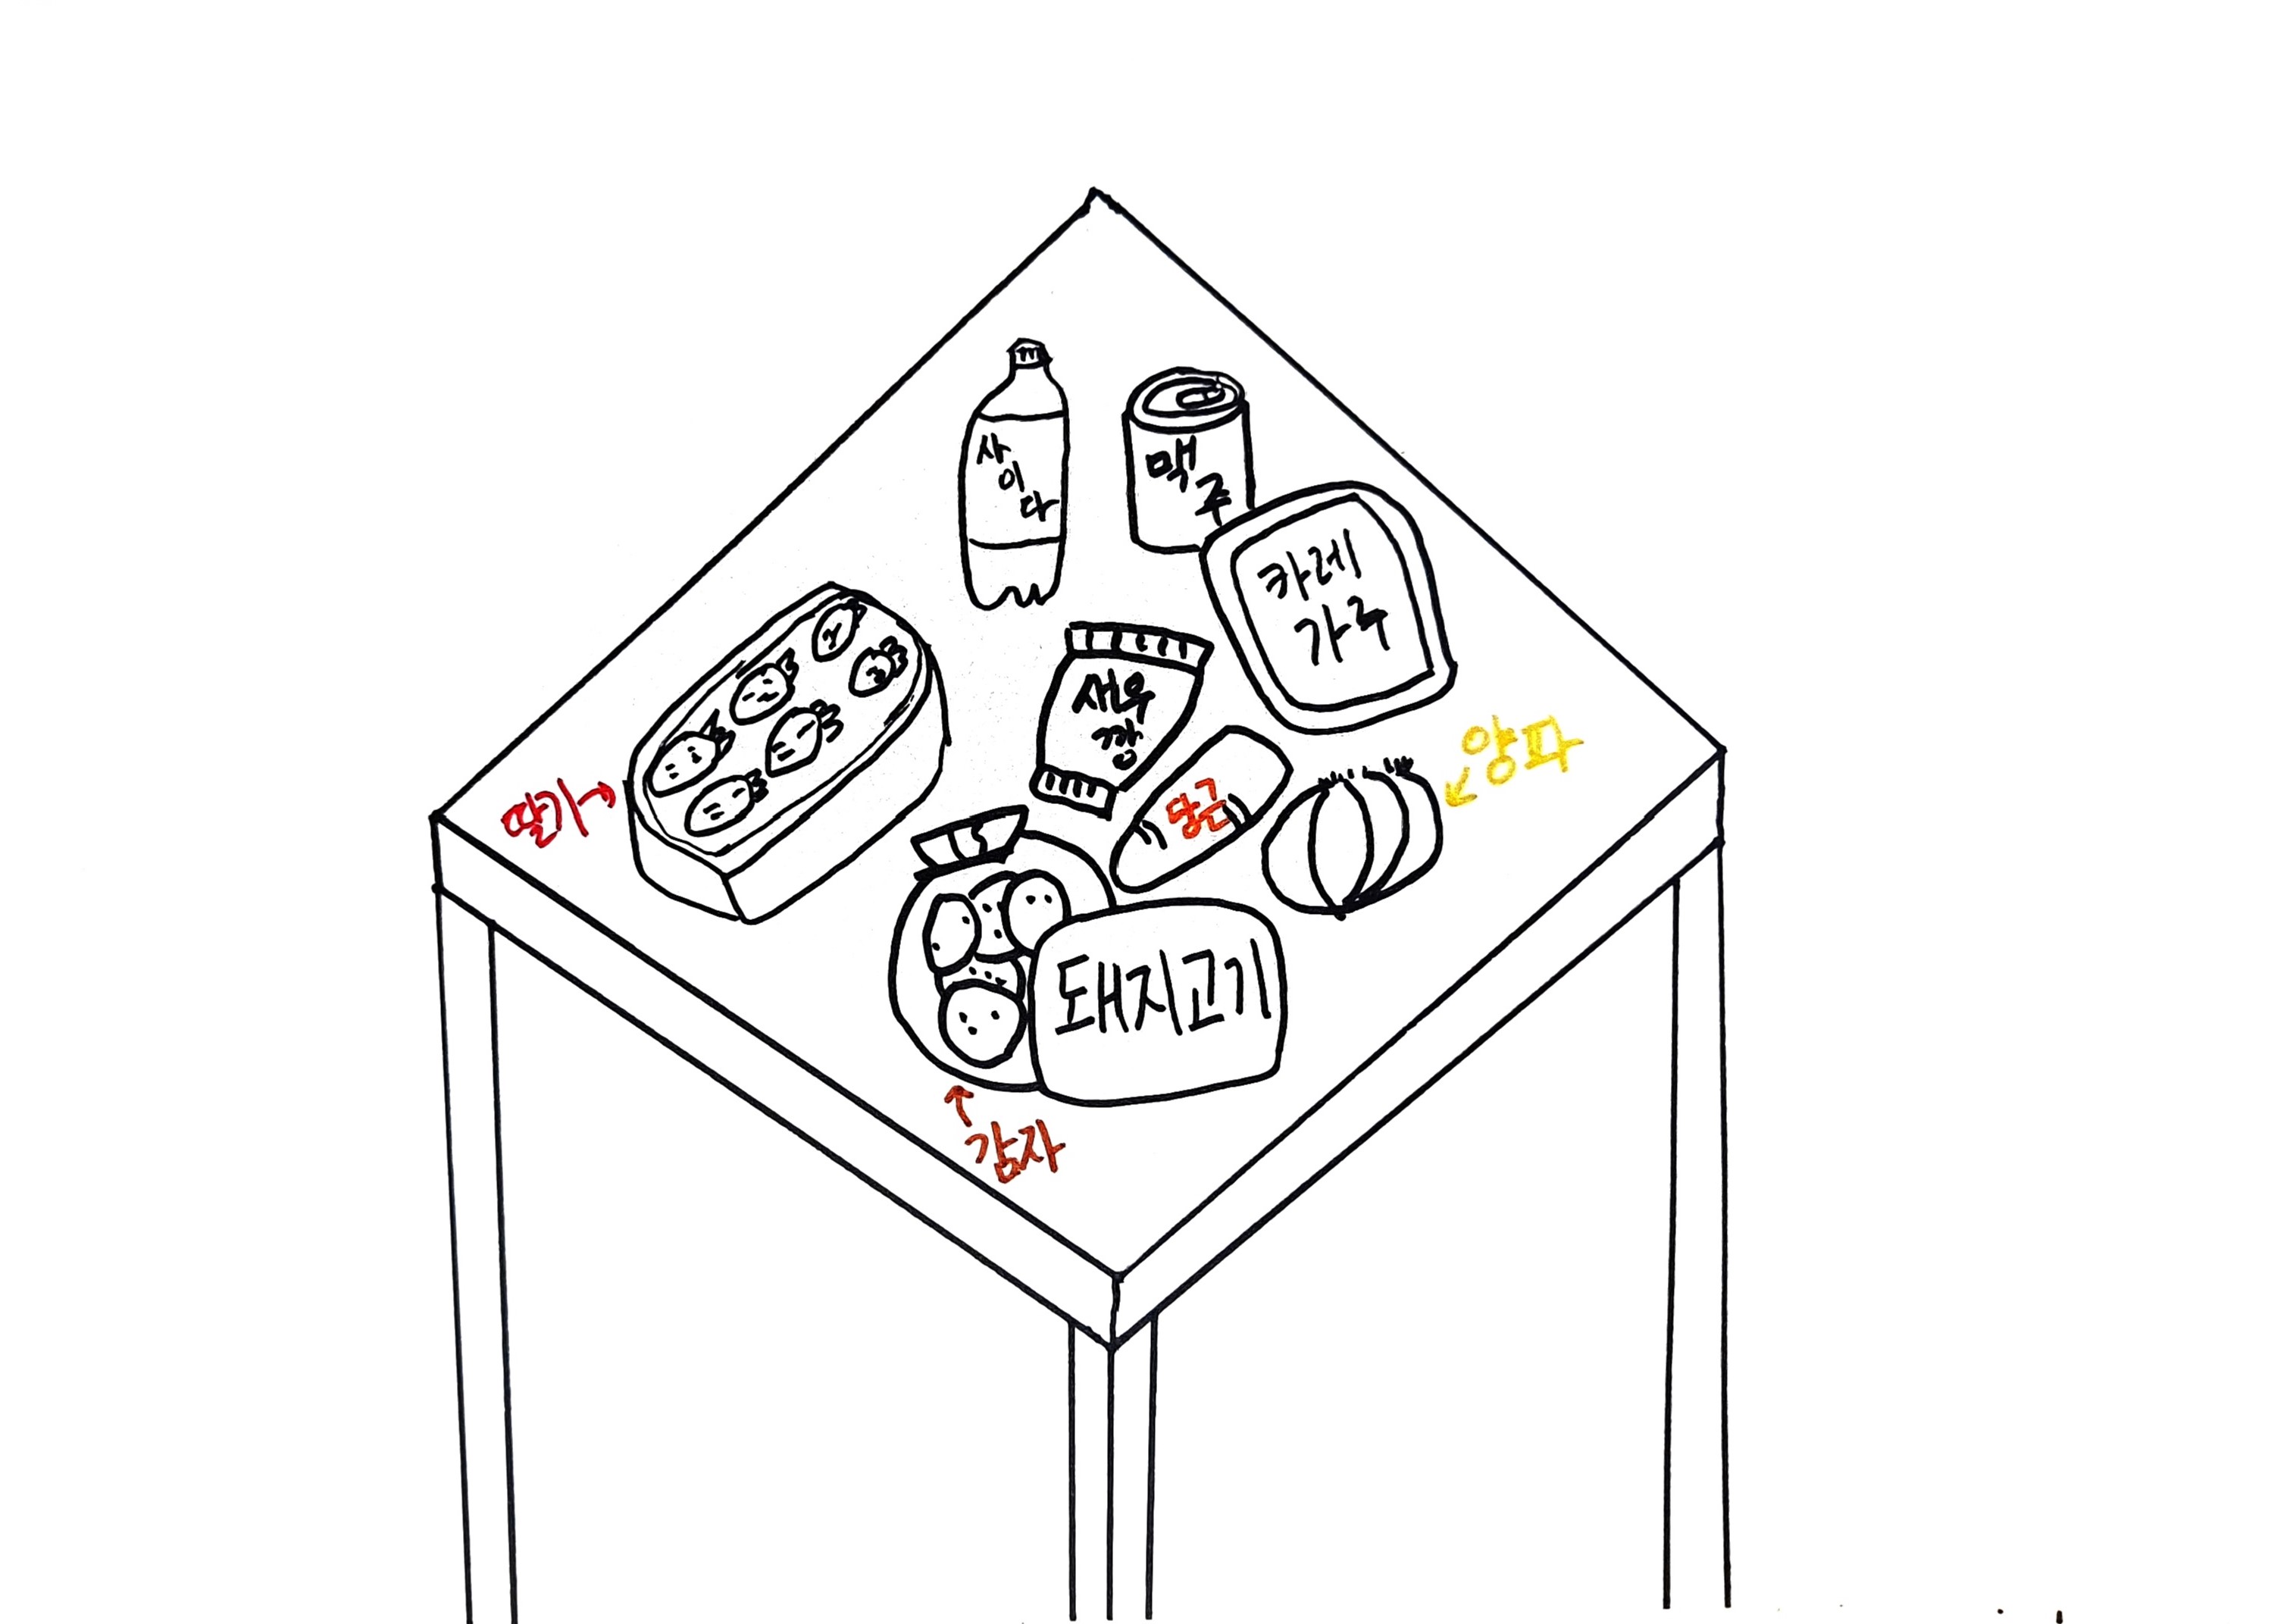 사
이
다
맥
주
카레
가루
새우
깡
당근
양파
딸기
돼지고기
감자